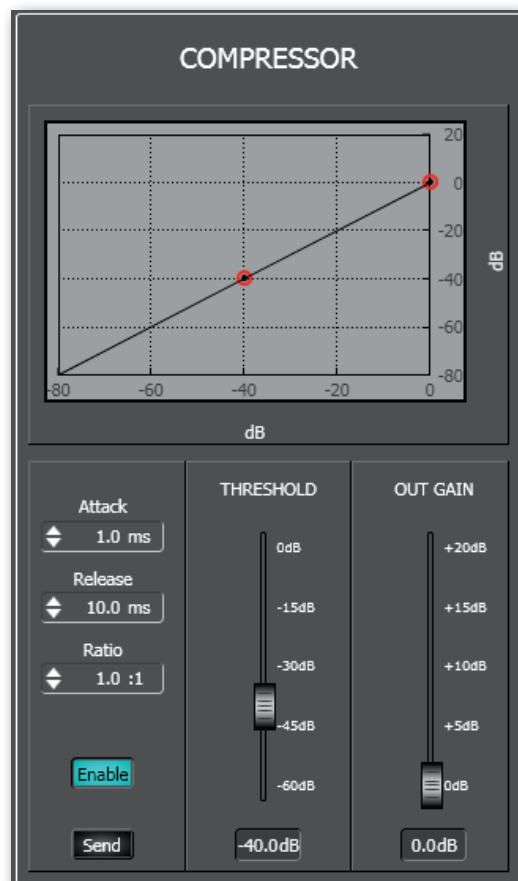 COMPRESSOR
20
0
-20
-40
-60
-80
dB
-80 -60 -40 -20 0
dB
Attack
1.0 ms
Release
10.0 ms
Ratio
1.0 :1
Enable
Send
THRESHOLD
0dB
-15dB
-30dB
-45dB
-60dB
-40.0dB
OUT GAIN
+20dB
+15dB
+10dB
+5dB
0dB
0.0dB